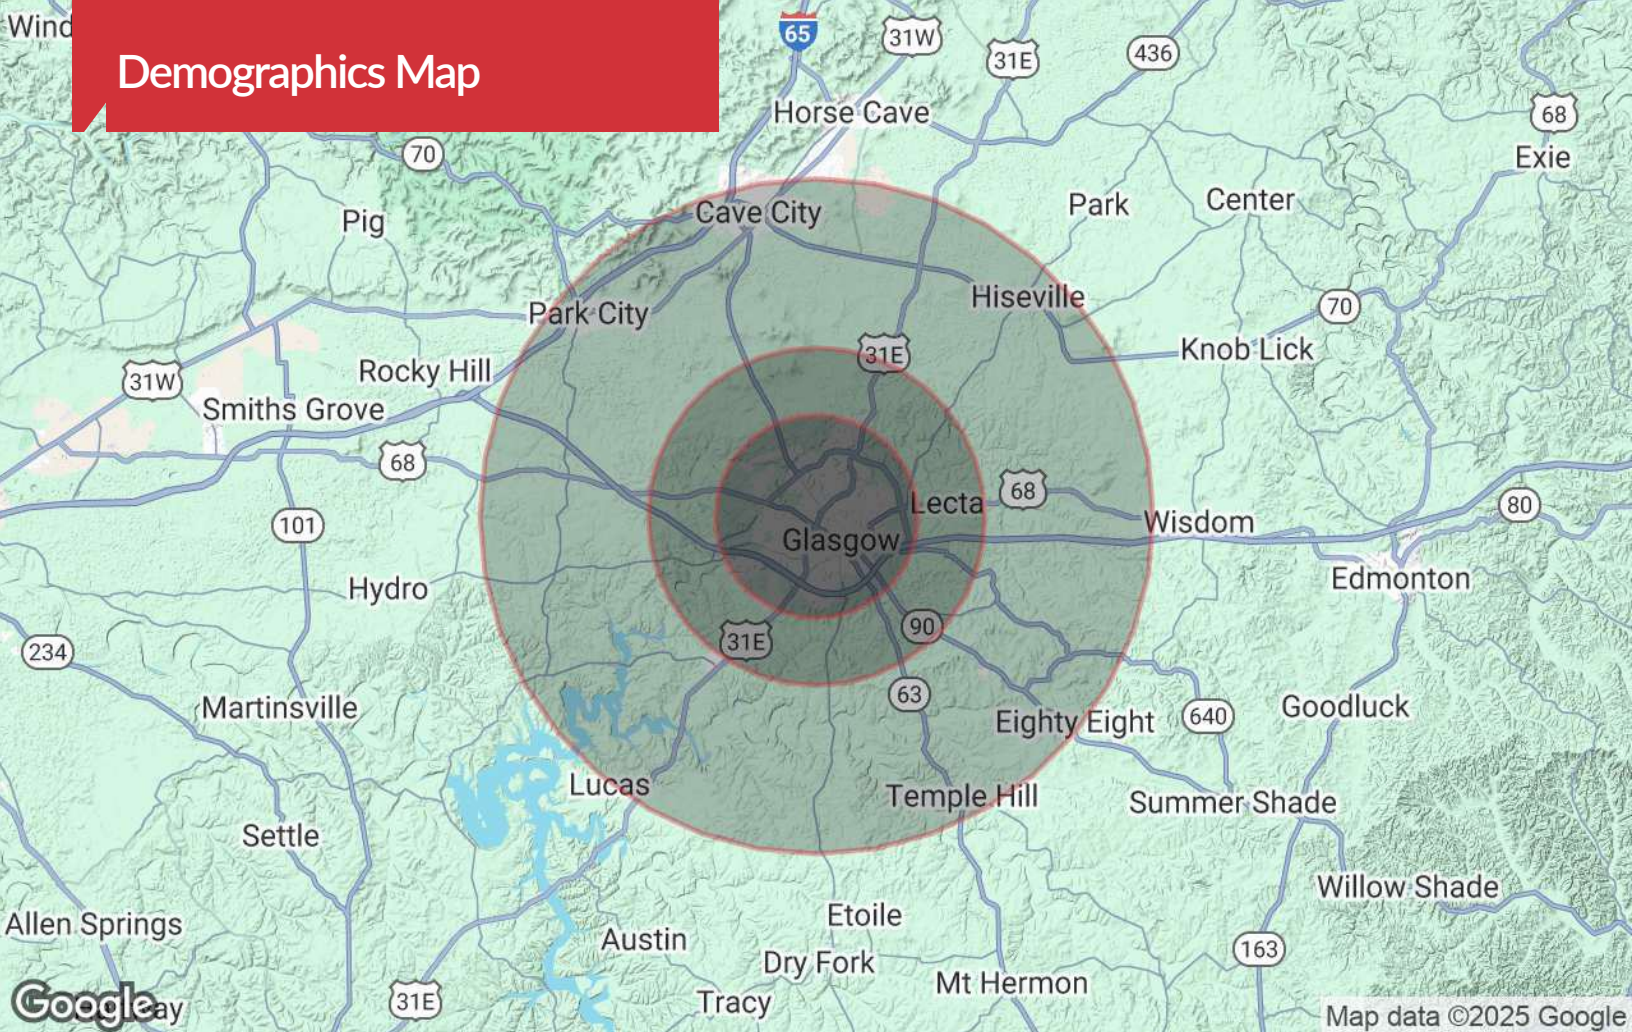 Demographics Map
65
31W
31E
436
Horse Cave
68
70
Exie
Park
Center
Pig
Cave City
Hiseville
70
Park City
Knob Lick
31E
Rocky Hill
31W
Smiths Grove
68
68
Lecta
80
101
Wisdom
Glasgow
Edmonton
Hydro
90
31E
234
63
Martinsville
Goodluck
640
Eighty Eight
Lucas
Temple Hill
Summer Shade
Settle
Willow Shade
Etoile
Allen Springs
Austin
163
Dry Fork
Mt Hermon
31E
Tracy
Google
Map data ©2025 Google